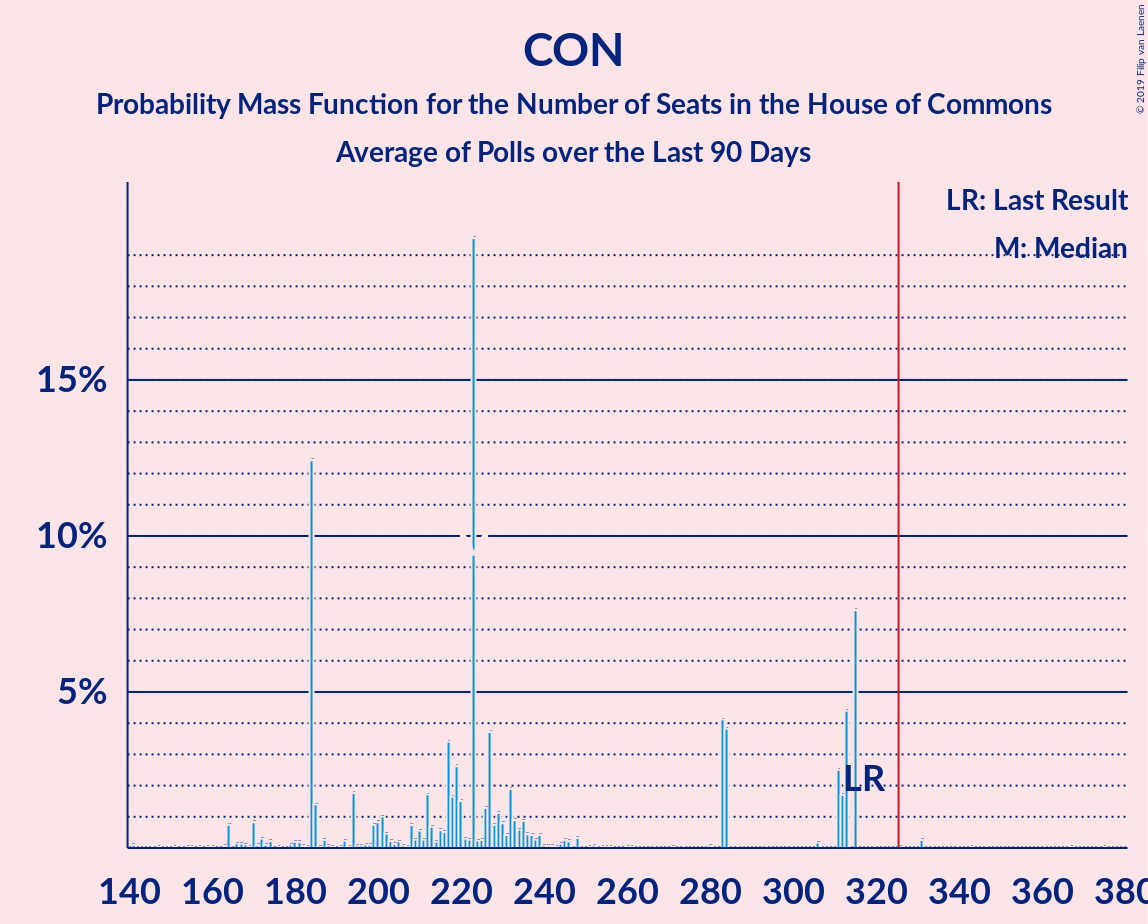 CON
Probability Mass Function for the Number of Seats in the House of Commons
Average of Polls over the Last 90 Days
© 2019 Filip van Laenen
LR: Last Result
M: Median
15%
10%
5%
LR
140 160 180 200 220 240 260 280 300 320 340 360 380